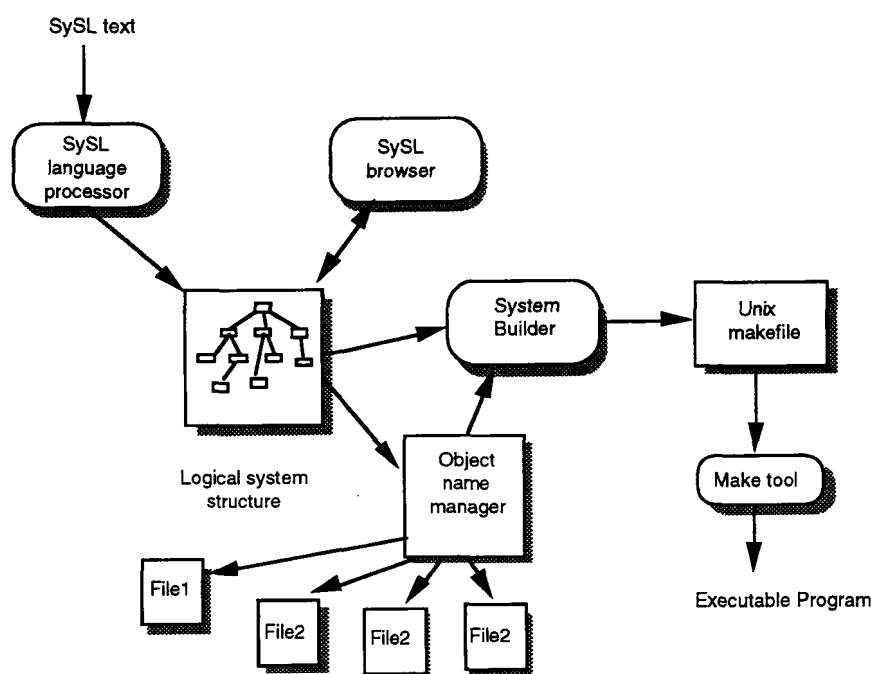 SySL text
SySL
language
processor
SySL
browser
System
Builder
Unix
makefile
Logical system
structure
Object
name
manager
Make tool
File1
File2
File2
File2
Executable Program